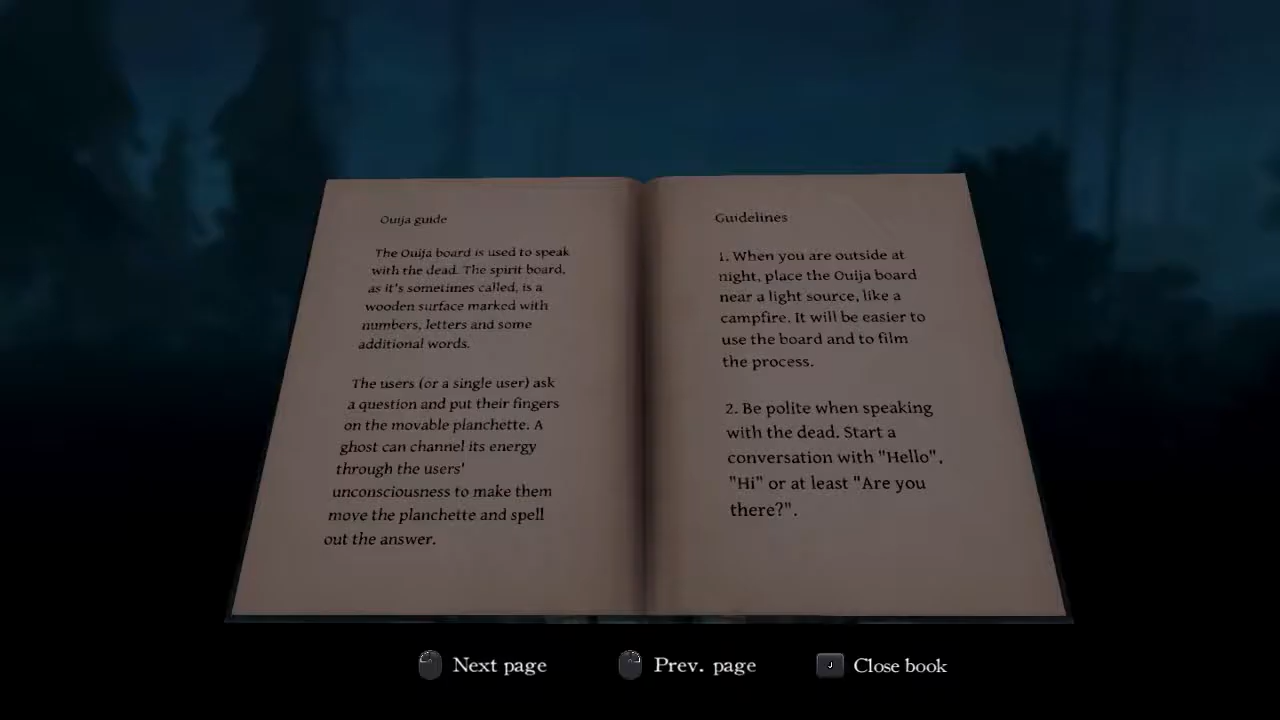 Ouija guide
The Ouija board is used to speak
with the dead. The spirit board,
as it's sometimes called, is a
wooden surface marked with
numbers, letters and some
additional words.
The users (or a single user) ask
a question and put their fingers
on the movable planchette. A
ghost can channel its energy
through the users'
unconsciousness to make them
move the planchette and spell
out the answer.
Guidelines
1. When you are outside at
night, place the Ouija board
near a light source, like a
campfire. It will be easier to
use the board and to film
the process.
2. Be polite when speaking
with the dead. Start a
conversation with "Hello",
"Hi" or at least "Are you
there?".
Next page
Prev. page
Close book